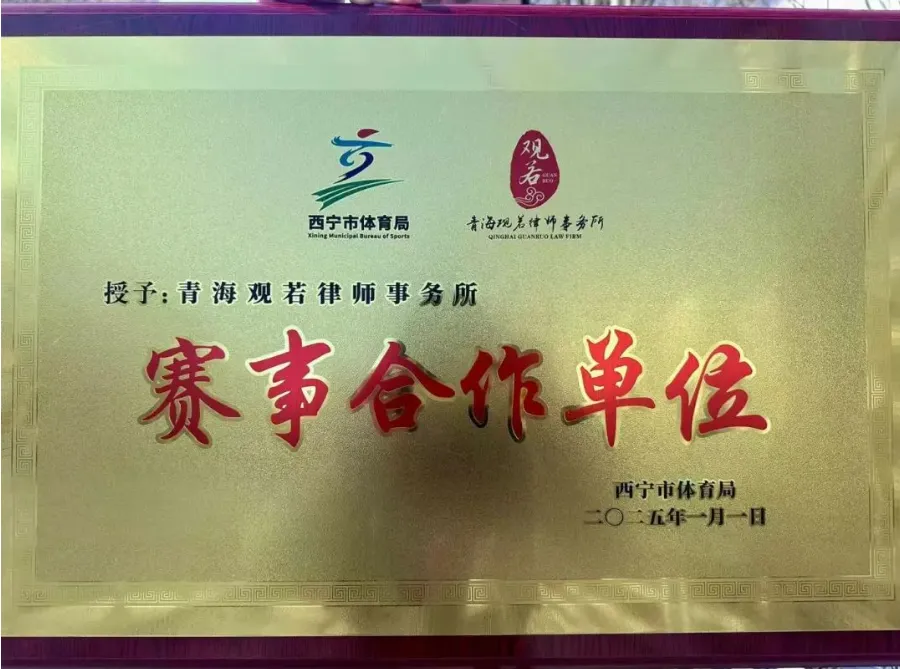 西宁市体育局
Xining Municipal Bureau of Sports
观若
GUAN
RUO
青海观若律师事务所
QINGHAI GUANRUO LAW FIRM
授予:青海观若律师事务所
赛事合作单位
西宁市体育局
二〇二五年一月一日